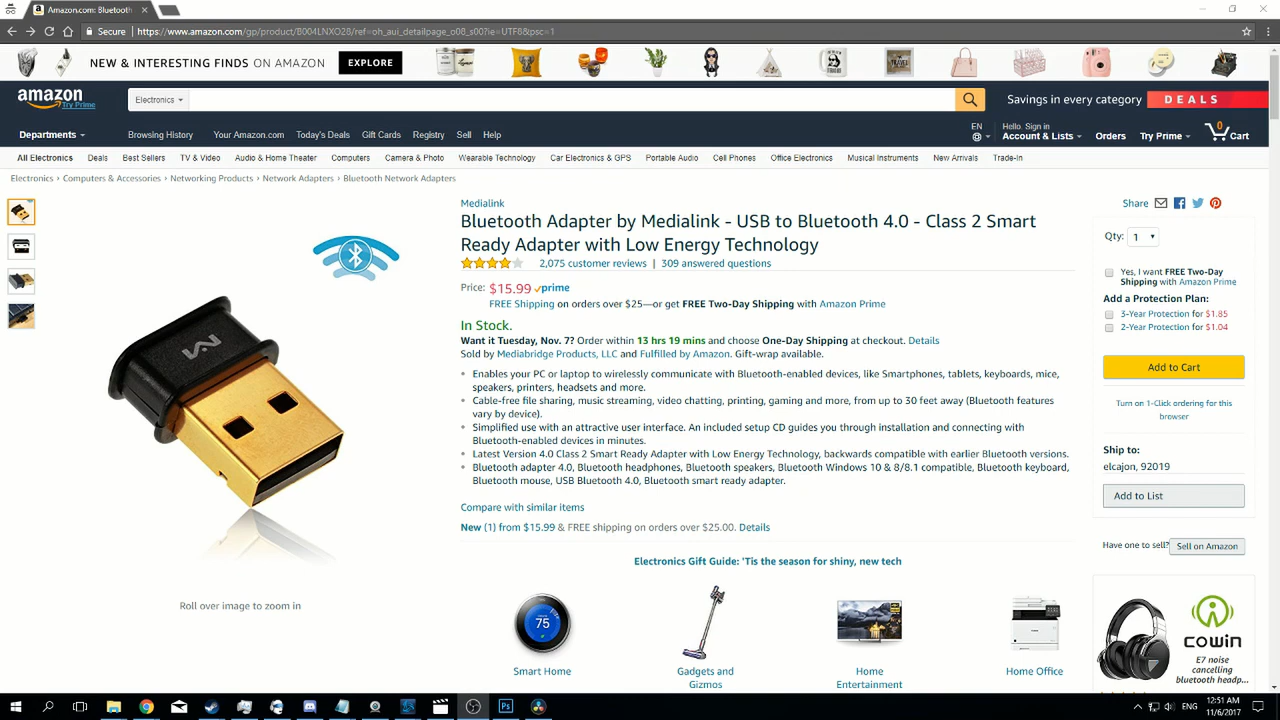 Amazon.com: Bluetooth
Secure | https://www.amazon.com/gp/product/B004LNXO28/ref=oh_aui_detailpage_o08_s00?ie=UTF8&psc=1
NEW & INTERESTING FINDS ON AMAZON EXPLORE
amazon Try Prime
Electronics
Savings in every category DEALS
Departments Browsing History Your Amazon.com Today's Deals Gift Cards Registry Sell Help
EN Hello. Sign in Account & Lists Orders Try Prime 0 Cart
All Electronics Deals Best Sellers TV & Video Audio & Home Theater Computers Camera & Photo Wearable Technology Car Electronics & GPS Portable Audio Cell Phones Office Electronics Musical Instruments New Arrivals Trade-In
Electronics › Computers & Accessories › Networking Products › Network Adapters › Bluetooth Network Adapters
Medialink
Bluetooth Adapter by Medialink - USB to Bluetooth 4.0 - Class 2 Smart
Ready Adapter with Low Energy Technology
2,075 customer reviews | 309 answered questions
Price: $15.99 prime
FREE Shipping on orders over $25—or get FREE Two-Day Shipping with Amazon Prime
In Stock.
Want it Tuesday, Nov. 7? Order within 13 hrs 19 mins and choose One-Day Shipping at checkout. Details
Sold by Mediabridge Products, LLC and Fulfilled by Amazon. Gift-wrap available.
Enables your PC or laptop to wirelessly communicate with Bluetooth-enabled devices, like Smartphones, tablets, keyboards, mice,
speakers, printers, headsets and more.
Cable-free file sharing, music streaming, video chatting, printing, gaming and more, from up to 30 feet away (Bluetooth features
vary by device).
Simplified use with an attractive user interface. An included setup CD guides you through installation and connecting with
Bluetooth-enabled devices in minutes.
Latest Version 4.0 Class 2 Smart Ready Adapter with Low Energy Technology, backwards compatible with earlier Bluetooth versions.
Bluetooth adapter 4.0, Bluetooth headphones, Bluetooth speakers, Bluetooth Windows 10 & 8/8.1 compatible, Bluetooth keyboard,
Bluetooth mouse, USB Bluetooth 4.0, Bluetooth smart ready adapter.
Compare with similar items
New (1) from $15.99 & FREE shipping on orders over $25.00. Details
Roll over image to zoom in
Electronics Gift Guide: 'Tis the season for shiny, new tech
75
Smart Home
Gadgets and
Gizmos
Home
Entertainment
Home Office
Share
Qty: 1
Yes, I want FREE Two-Day
Shipping with Amazon Prime
Add a Protection Plan:
3-Year Protection for $1.85
2-Year Protection for $1.04
Add to Cart
Turn on 1-Click ordering for this
browser
Ship to:
elcajon, 92019
Add to List
Have one to sell? Sell on Amazon
COWIN
E7 noise
cancelling
bluetooth headp...
ENG
12:51 AM
11/6/2017